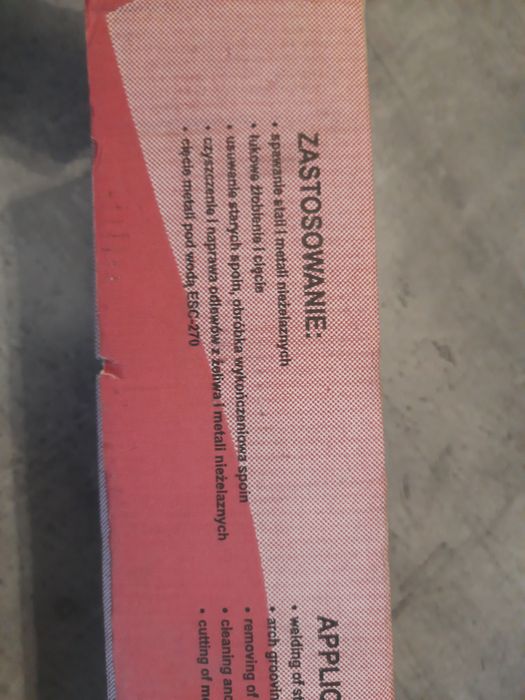 ZASTOSOWANIE:
• spawanie stali i metali nieżelaznych
• łukowe żłobienie i cięcie
• usuwanie starych spoin, obróbka wykończeniowa spoin
• czyszczenie i naprawa odlewów z żeliwa i metali nieżelaznych
• cięcie metali pod wodą ESC-270
APPLIC
• welding of st
• arch groovin
• removing of
• cleaning and
• cutting of m